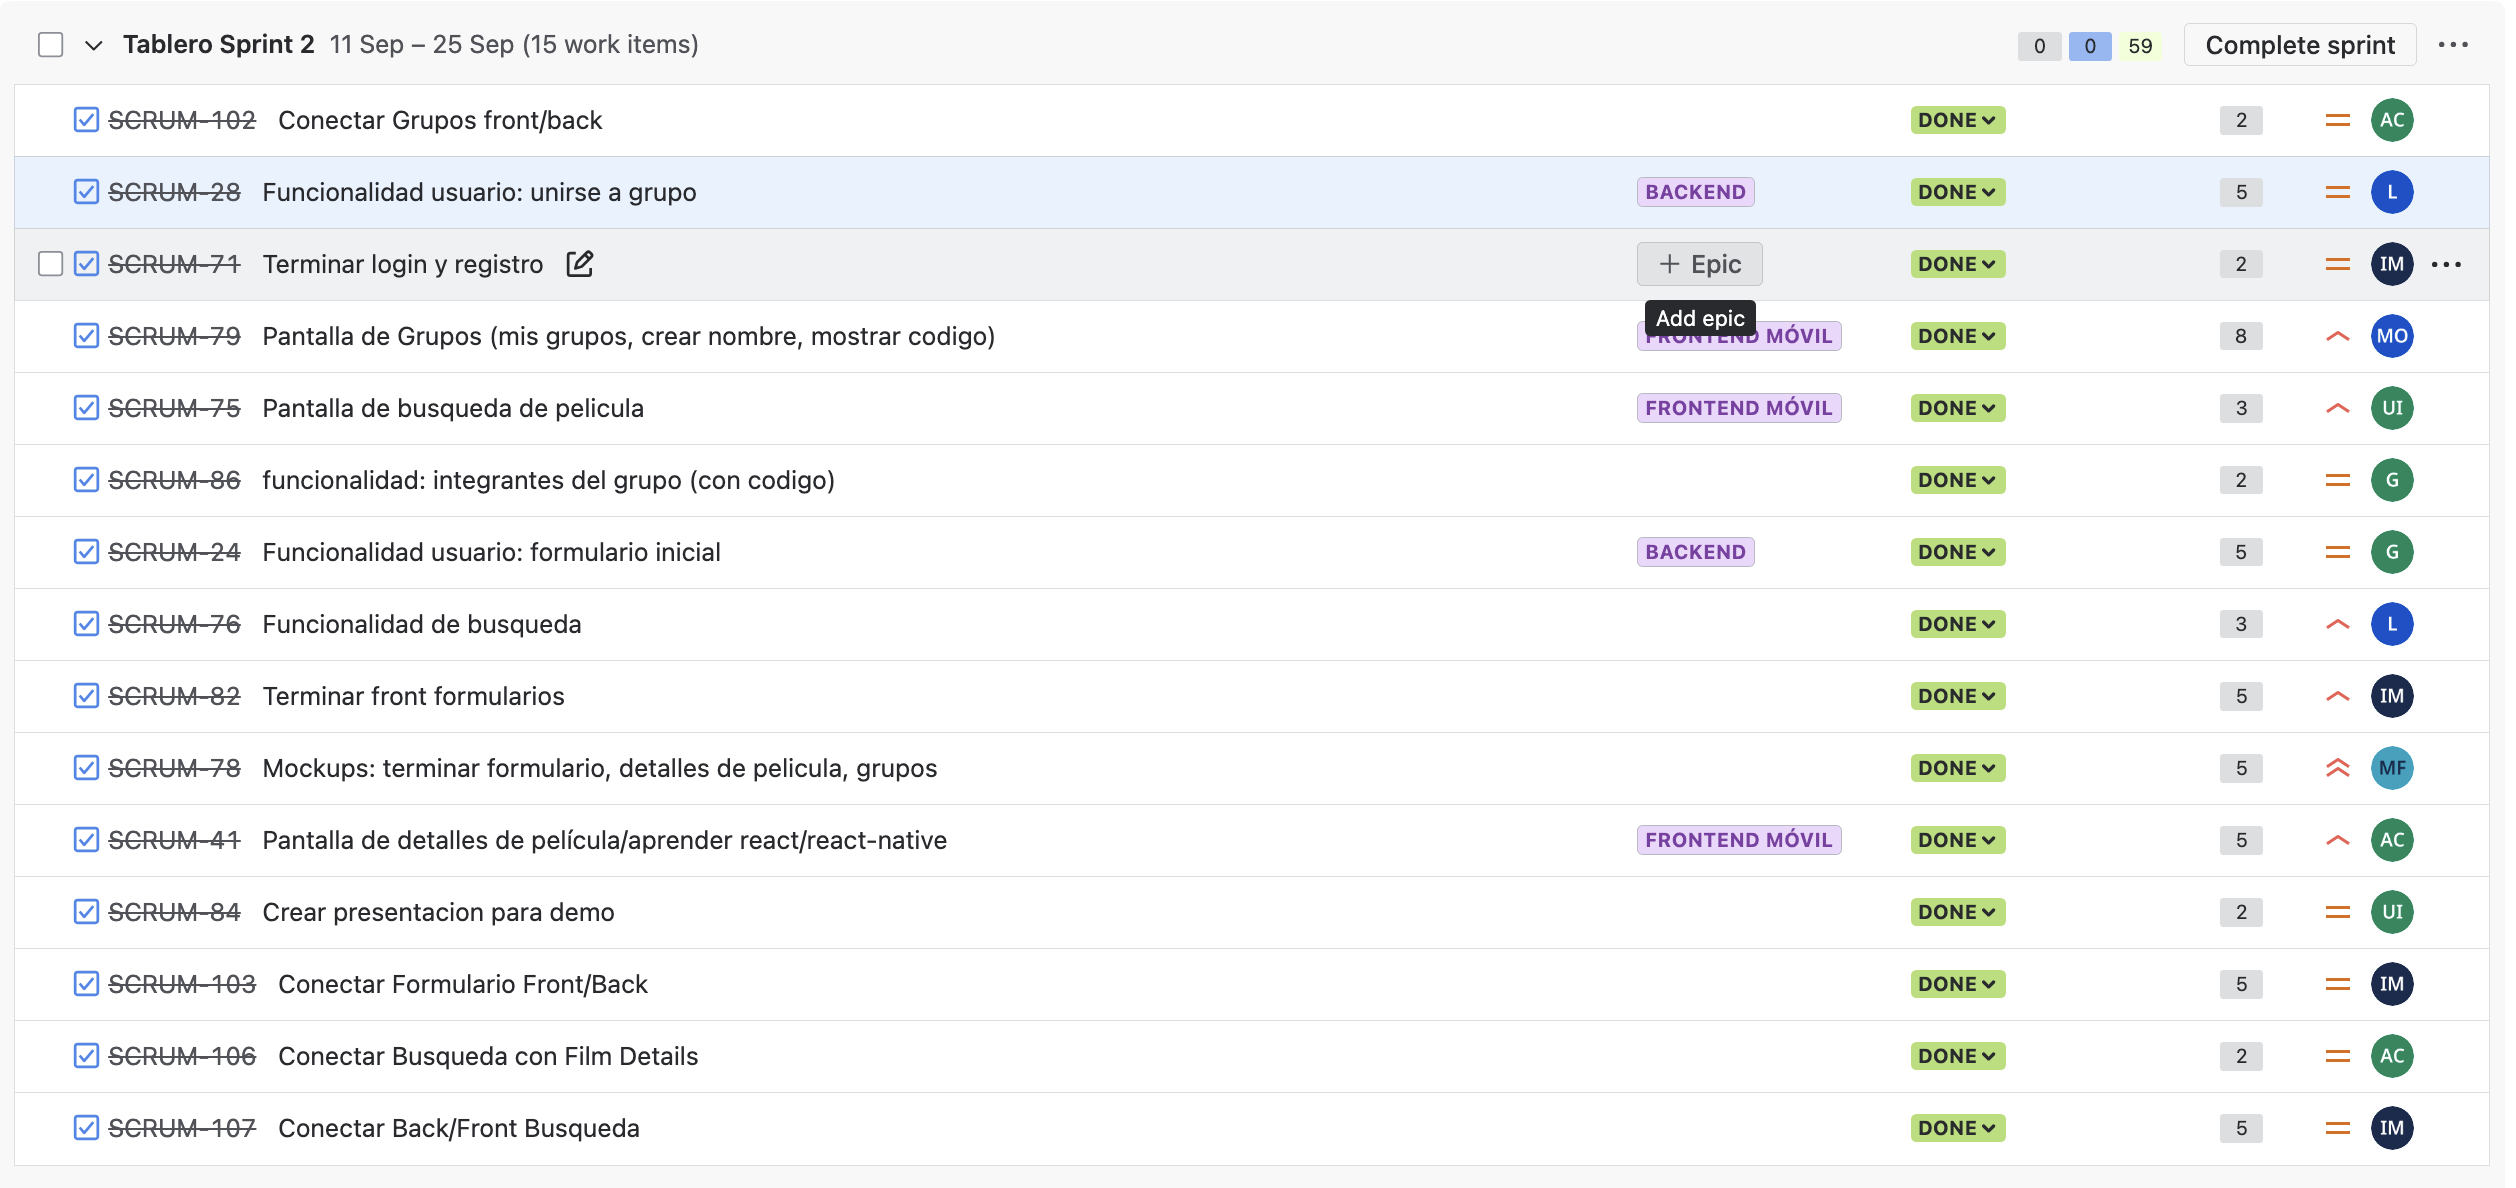 Tablero Sprint 2 11 Sep – 25 Sep (15 work items) 0 0 59 Complete sprint
SCRUM-102 Conectar Grupos front/back DONE 2 AC
SCRUM-28 Funcionalidad usuario: unirse a grupo BACKEND DONE 5 L
SCRUM-71 Terminar login y registro + Epic DONE 2 IM
Add epic
SCRUM-79 Pantalla de Grupos (mis grupos, crear nombre, mostrar codigo) FRONTEND MÓVIL DONE 8 MO
SCRUM-75 Pantalla de busqueda de pelicula FRONTEND MÓVIL DONE 3 UI
SCRUM-86 funcionalidad: integrantes del grupo (con codigo) DONE 2 G
SCRUM-24 Funcionalidad usuario: formulario inicial BACKEND DONE 5 G
SCRUM-76 Funcionalidad de busqueda DONE 3 L
SCRUM-82 Terminar front formularios DONE 5 IM
SCRUM-78 Mockups: terminar formulario, detalles de pelicula, grupos DONE 5 MF
SCRUM-41 Pantalla de detalles de película/aprender react/react-native FRONTEND MÓVIL DONE 5 AC
SCRUM-84 Crear presentacion para demo DONE 2 UI
SCRUM-103 Conectar Formulario Front/Back DONE 5 IM
SCRUM-106 Conectar Busqueda con Film Details DONE 2 AC
SCRUM-107 Conectar Back/Front Busqueda DONE 5 IM